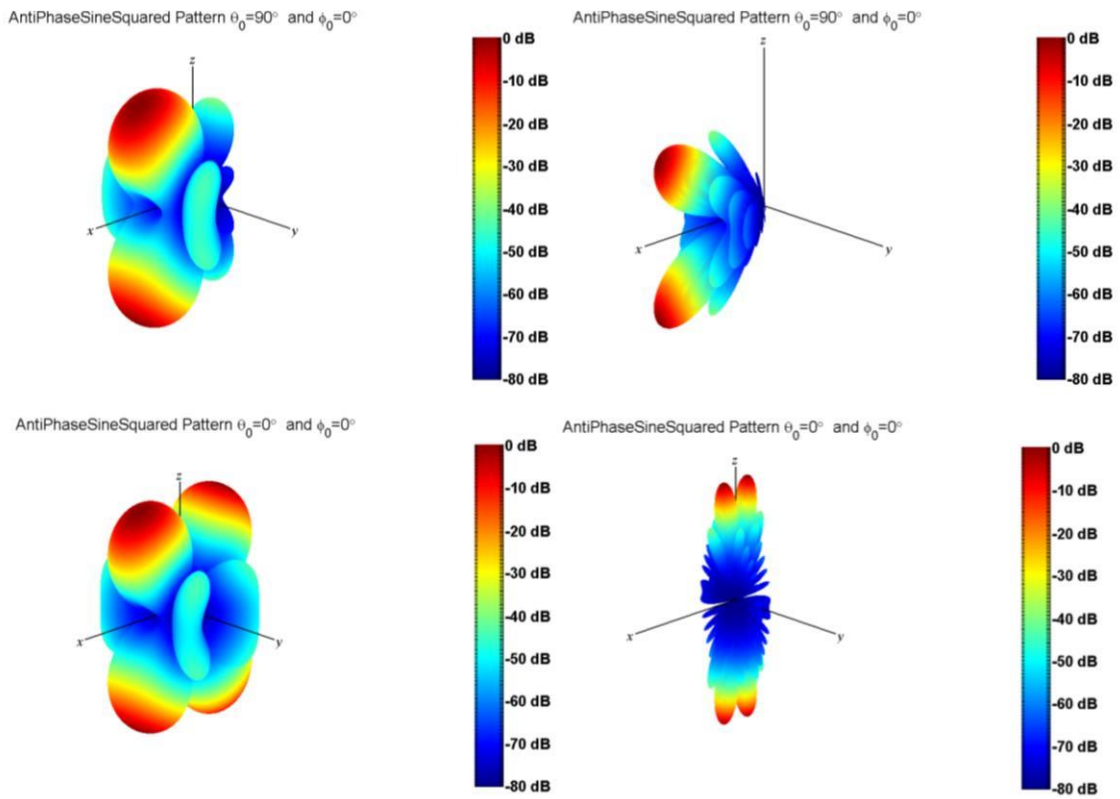 AntiPhaseSineSquared Pattern θ₀=90° and ϕ₀=0°
0 dB
-10 dB
-20 dB
-30 dB
-40 dB
-50 dB
-60 dB
-70 dB
-80 dB
z
x
y
AntiPhaseSineSquared Pattern θ₀=90° and ϕ₀=0°
0 dB
-10 dB
-20 dB
-30 dB
-40 dB
-50 dB
-60 dB
-70 dB
-80 dB
z
x
y
AntiPhaseSineSquared Pattern θ₀=0° and ϕ₀=0°
0 dB
-10 dB
-20 dB
-30 dB
-40 dB
-50 dB
-60 dB
-70 dB
-80 dB
z
x
y
AntiPhaseSineSquared Pattern θ₀=0° and ϕ₀=0°
0 dB
-10 dB
-20 dB
-30 dB
-40 dB
-50 dB
-60 dB
-70 dB
-80 dB
z
x
y